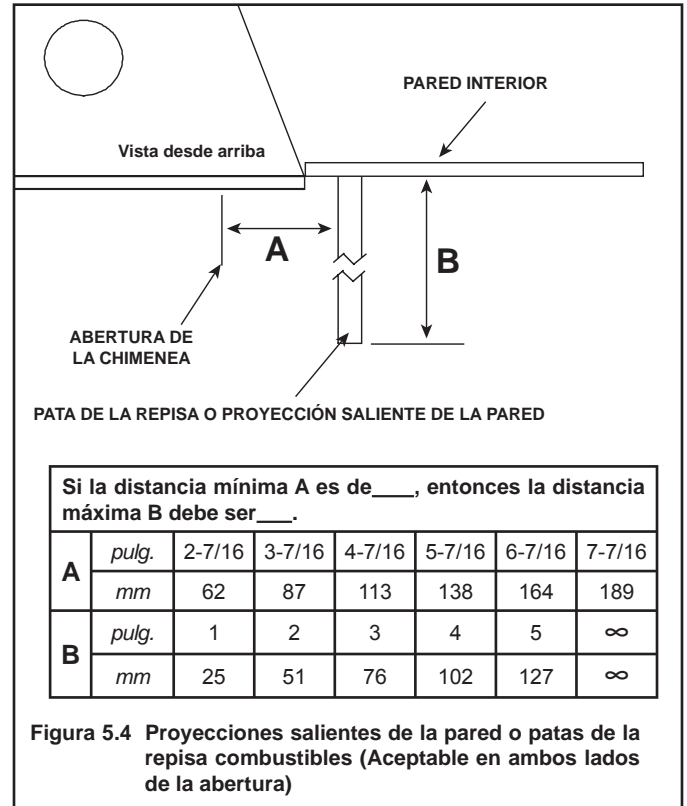 PARED INTERIOR
Vista desde arriba
A
B
ABERTURA DE
LA CHIMENEA
PATA DE LA REPISA O PROYECCIÓN SALIENTE DE LA PARED
Si la distancia mínima A es de____, entonces la distancia
máxima B debe ser___.
A
pulg. 2-7/16 3-7/16 4-7/16 5-7/16 6-7/16 7-7/16
mm 62 87 113 138 164 189
B
pulg. 1 2 3 4 5 ∞
mm 25 51 76 102 127 ∞
Figura 5.4 Proyecciones salientes de la pared o patas de la
repisa combustibles (Aceptable en ambos lados
de la abertura)